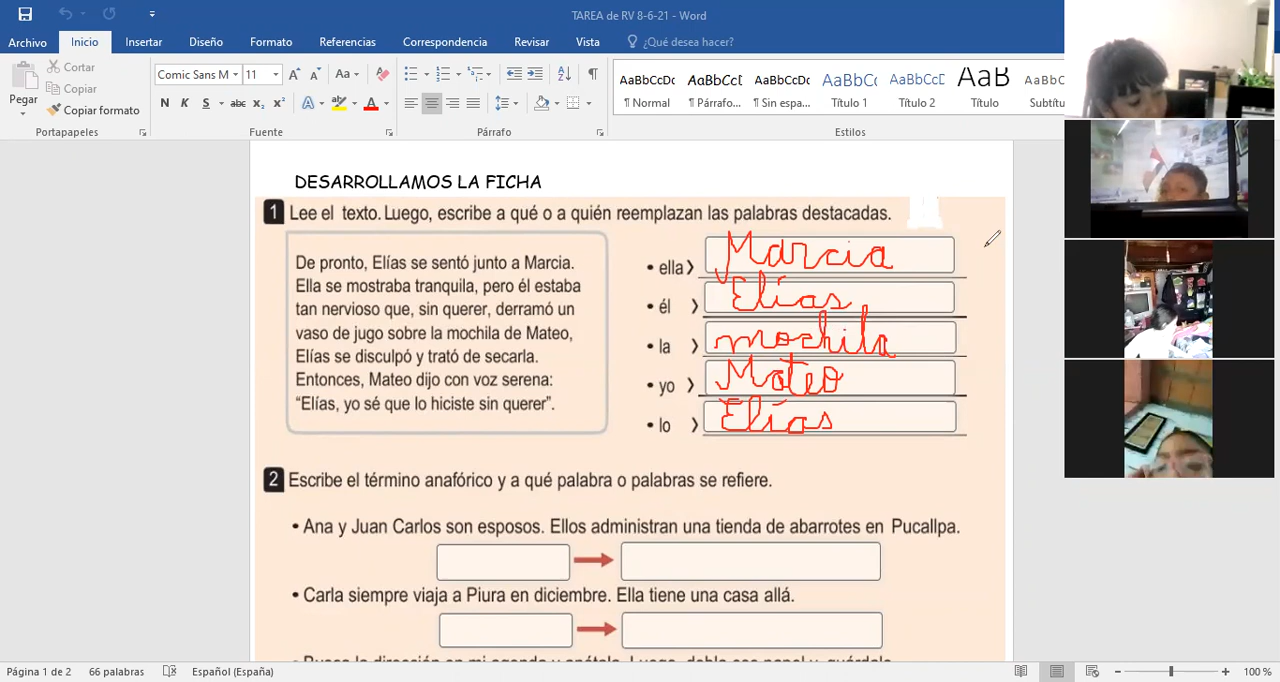 TAREA de RV 8-6-21 - Word
Archivo Inicio Insertar Diseño Formato Referencias Correspondencia Revisar Vista ¿Qué desea hacer?
Pegar
Cortar
Copiar
Copiar formato
Portapapeles
Comic Sans M 11
N K S abc x₂ x²
Fuente
Párrafo
AaBbCcDc AaBbCcD AaBbCcDc AaBbCc AaBbCcD AaB AaBbCc
¶ Normal ¶ Párrafo... ¶ Sin espa... Título 1 Título 2 Título Subtítu
Estilos
DESARROLLAMOS LA FICHA
1 Lee el texto. Luego, escribe a qué o a quién reemplazan las palabras destacadas.
De pronto, Elías se sentó junto a Marcia.
Ella se mostraba tranquila, pero él estaba
tan nervioso que, sin querer, derramó un
vaso de jugo sobre la mochila de Mateo,
Elías se disculpó y trató de secarla.
Entonces, Mateo dijo con voz serena:
“Elías, yo sé que lo hiciste sin querer”.
• ella Marcia
• él Elías
• la mochila
• yo Mateo
• lo Elías
2 Escribe el término anafórico y a qué palabra o palabras se refiere.
• Ana y Juan Carlos son esposos. Ellos administran una tienda de abarrotes en Pucallpa.
• Carla siempre viaja a Piura en diciembre. Ella tiene una casa allá.
Página 1 de 2 66 palabras Español (España) 100 %